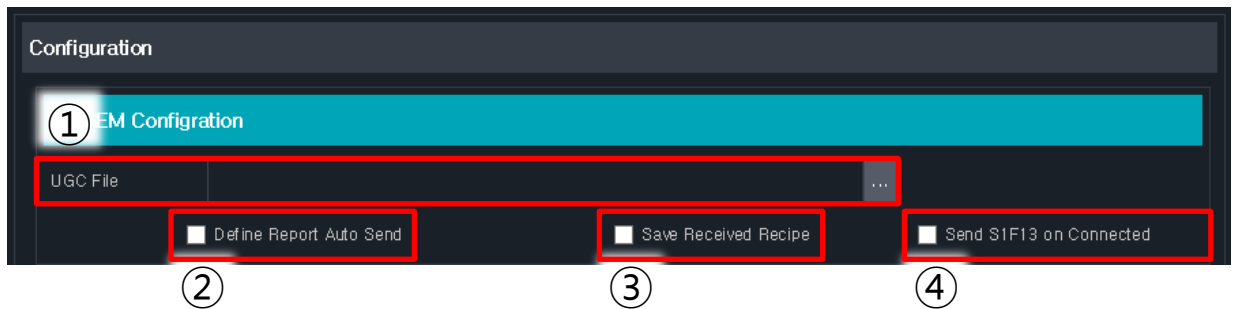 Configuration
① EM Configration
UGC File ...
Define Report Auto Send Save Received Recipe Send S1F13 on Connected
② ③ ④